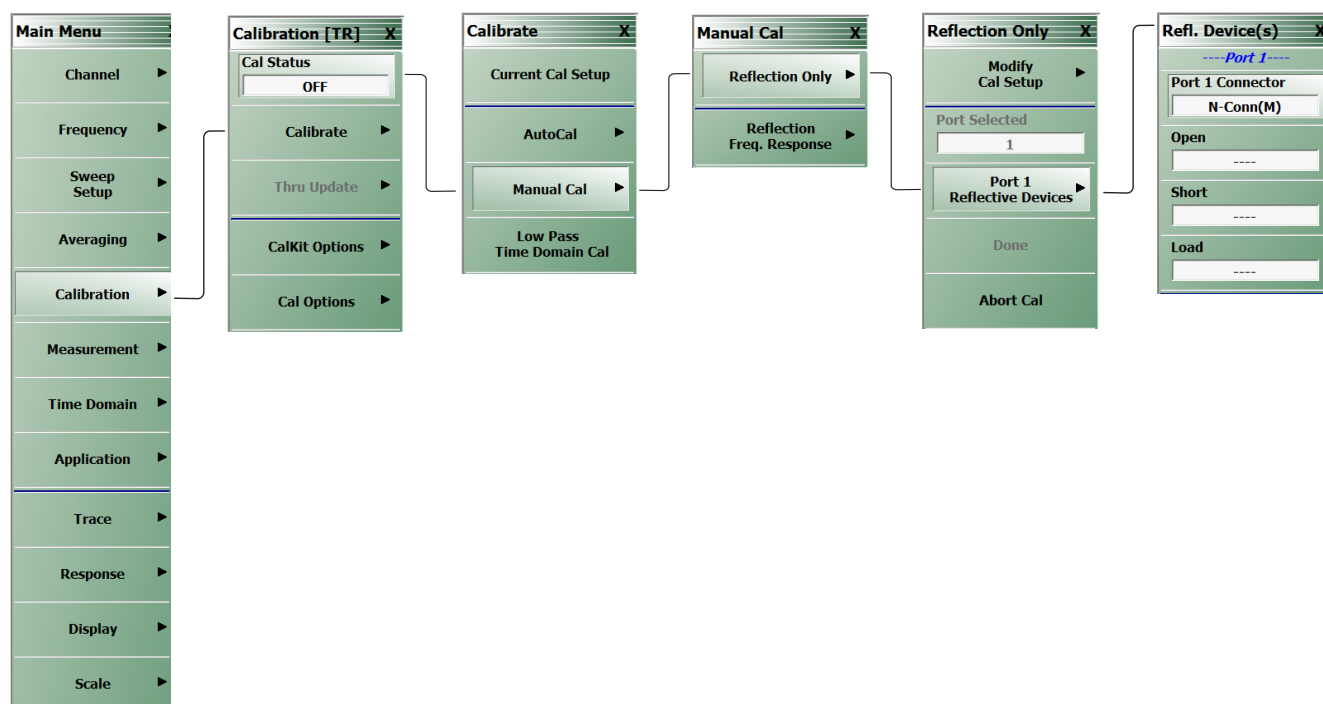 Main Menu
Channel
Frequency
Sweep
Setup
Averaging
Calibration
Measurement
Time Domain
Application
Trace
Response
Display
Scale
Calibration [TR] X
Cal Status
OFF
Calibrate
Thru Update
CalKit Options
Cal Options
Calibrate X
Current Cal Setup
AutoCal
Manual Cal
Low Pass
Time Domain Cal
Manual Cal X
Reflection Only
Reflection
Freq. Response
Reflection Only X
Modify
Cal Setup
Port Selected
1
Port 1
Reflective Devices
Done
Abort Cal
Refl. Device(s) X
----Port 1----
Port 1 Connector
N-Conn(M)
Open
----
Short
----
Load
----